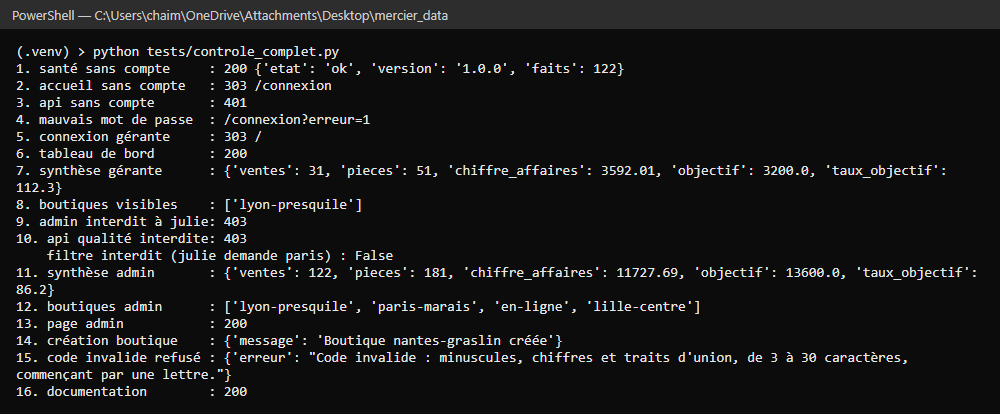 PowerShell — C:\Users\chaim\OneDrive\Attachments\Desktop\mercier_data
(.venv) > python tests/controle_complet.py
1. santé sans compte     : 200 {'etat': 'ok', 'version': '1.0.0', 'faits': 122}
2. accueil sans compte   : 303 /connexion
3. api sans compte       : 401
4. mauvais mot de passe  : /connexion?erreur=1
5. connexion gérante     : 303 /
6. tableau de bord       : 200
7. synthèse gérante      : {'ventes': 31, 'pieces': 51, 'chiffre_affaires': 3592.01, 'objectif': 3200.0, 'taux_objectif':
112.3}
8. boutiques visibles    : ['lyon-presquile']
9. admin interdit à julie: 403
10. api qualité interdite: 403
    filtre interdit (julie demande paris) : False
11. synthèse admin       : {'ventes': 122, 'pieces': 181, 'chiffre_affaires': 11727.69, 'objectif': 13600.0, 'taux_objectif':
86.2}
12. boutiques admin      : ['lyon-presquile', 'paris-marais', 'en-ligne', 'lille-centre']
13. page admin           : 200
14. création boutique    : {'message': 'Boutique nantes-graslin créée'}
15. code invalide refusé : {'erreur': "Code invalide : minuscules, chiffres et traits d'union, de 3 à 30 caractères,
commençant par une lettre."}
16. documentation        : 200